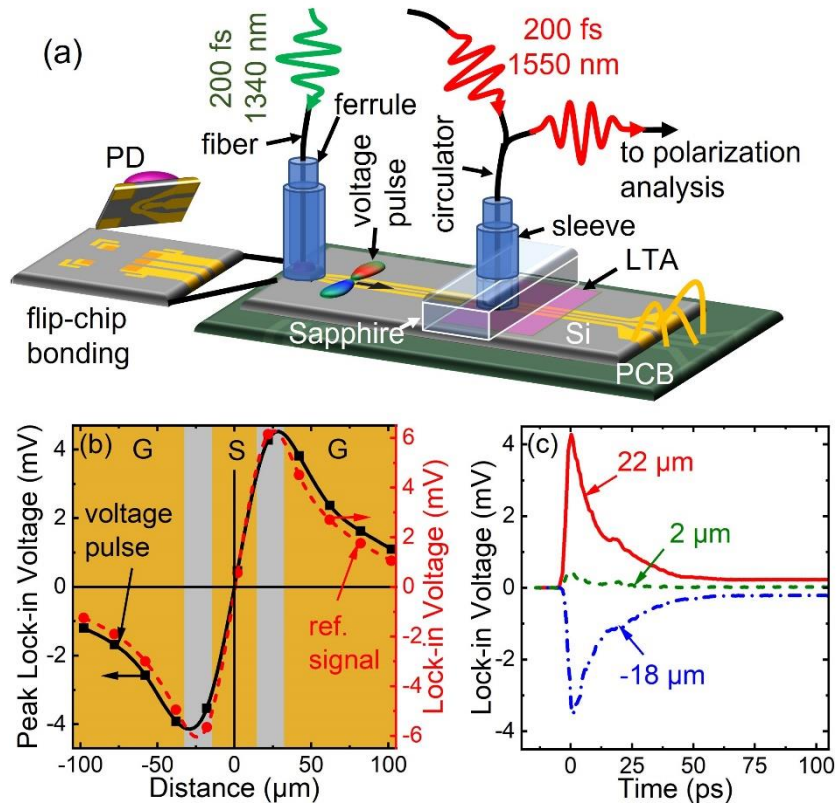 (a)
200 fs
1340 nm
200 fs
1550 nm
ferrule
fiber
PD
voltage
pulse
circulator
to polarization
analysis
sleeve
LTA
flip-chip
bonding
Sapphire
Si
PCB
(b)
G
S
G
voltage
pulse
ref.
signal
Peak Lock-in Voltage (mV)
4
2
0
-2
-4
Lock-in Voltage (mV)
6
4
2
0
-2
-4
-6
-100
-50
0
50
100
Distance (µm)
(c)
22 µm
2 µm
-18 µm
Lock-in Voltage (mV)
4
2
0
-2
-4
0
25
50
75
100
Time (ps)